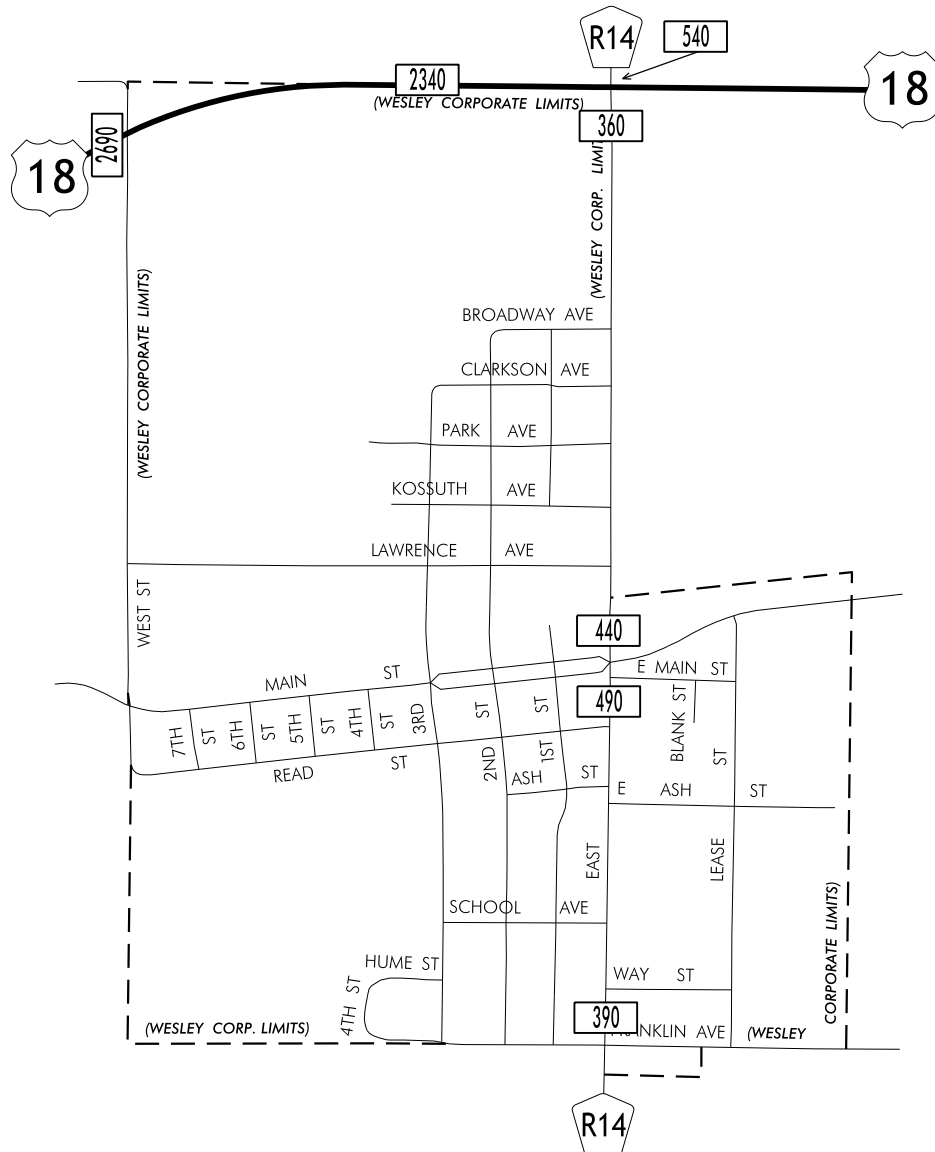 R14
540
2340
18
(WESLEY CORPORATE LIMITS)
360
2690
18
(WESLEY CORP.
(WESLEY CORPORATE LIMITS)
BROADWAY AVE
CLARKSON AVE
PARK AVE
KOSSUTH AVE
LAWRENCE AVE
WEST ST
440
E MAIN ST
MAIN ST
490
BLANK ST
7TH ST
6TH ST
5TH ST
4TH ST
3RD
ST
2ND
ST
1ST
READ ST
ASH ST
E ASH ST
LEASE ST
EAST
SCHOOL AVE
CORPORATE LIMITS)
HUME ST
4TH ST
WAY ST
390
(WESLEY CORP. LIMITS)
AVE
(WESLEY
R14